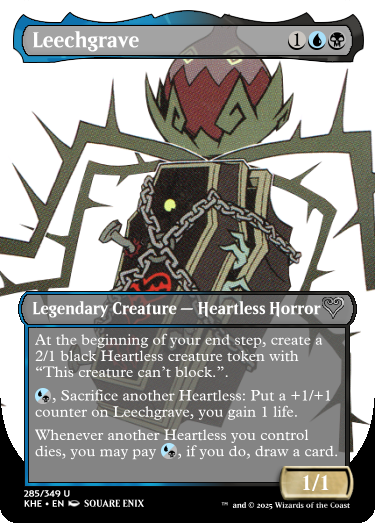 Leechgrave 1
Legendary Creature — Heartless Horror
At the beginning of your end step, create a
2/1 black Heartless creature token with
“This creature can’t block.”.
, Sacrifice another Heartless: Put a +1/+1
counter on Leechgrave, you gain 1 life.
Whenever another Heartless you control
dies, you may pay , if you do, draw a card.
1/1
285/349 U
KHE • EN SQUARE ENIX
™ and © 2025 Wizards of the Coast